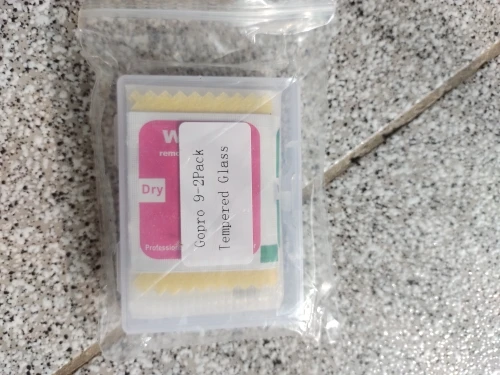 Gopro 9-2Pack
Tempered Glass
Dry